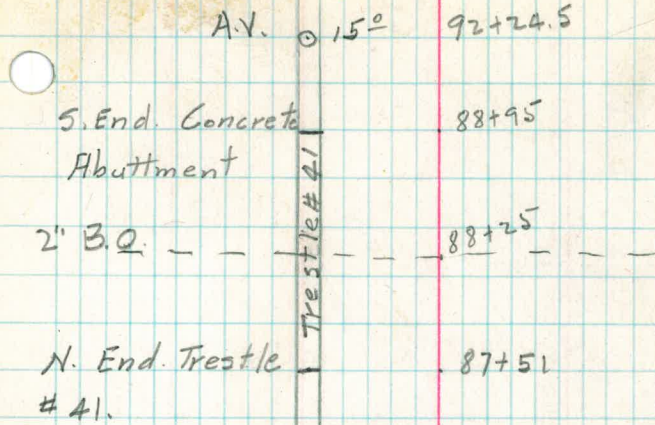 A.V. 15° 92+24.5
S. End. Concrete 88+95
Abuttment
Trestle # 41
2" B.O. 88+25
N. End. Trestle 87+51
# 41.